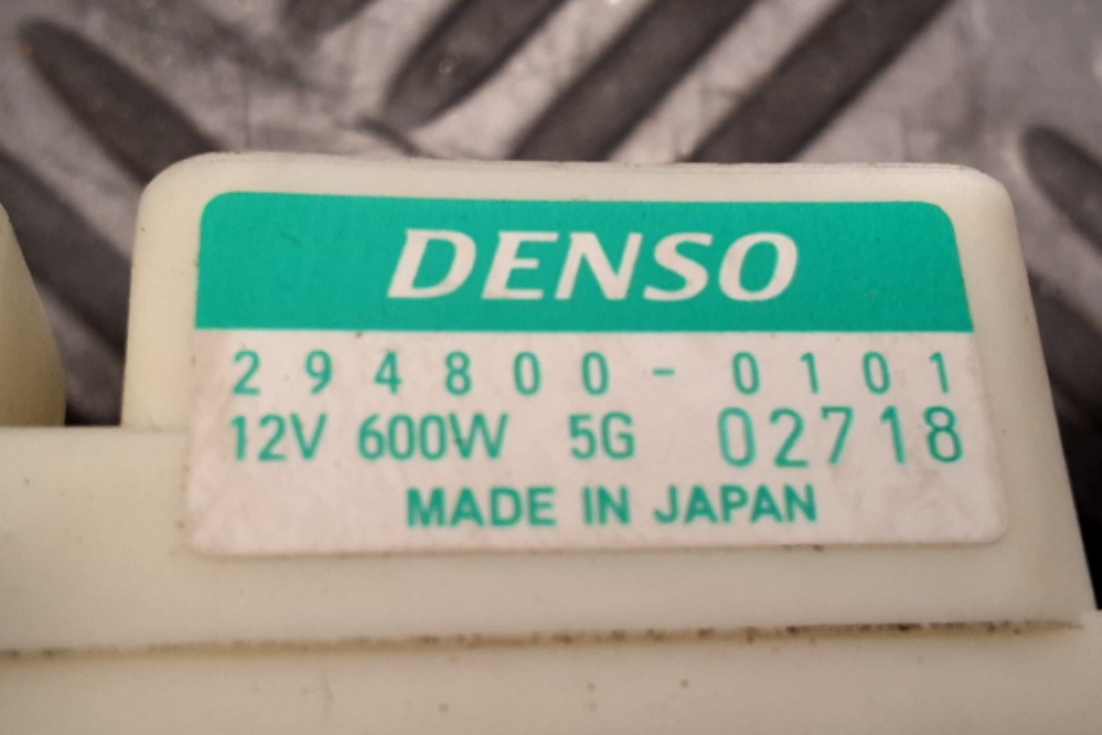 DENSO
294800-0101
12V 600W 5G 02718
MADE IN JAPAN